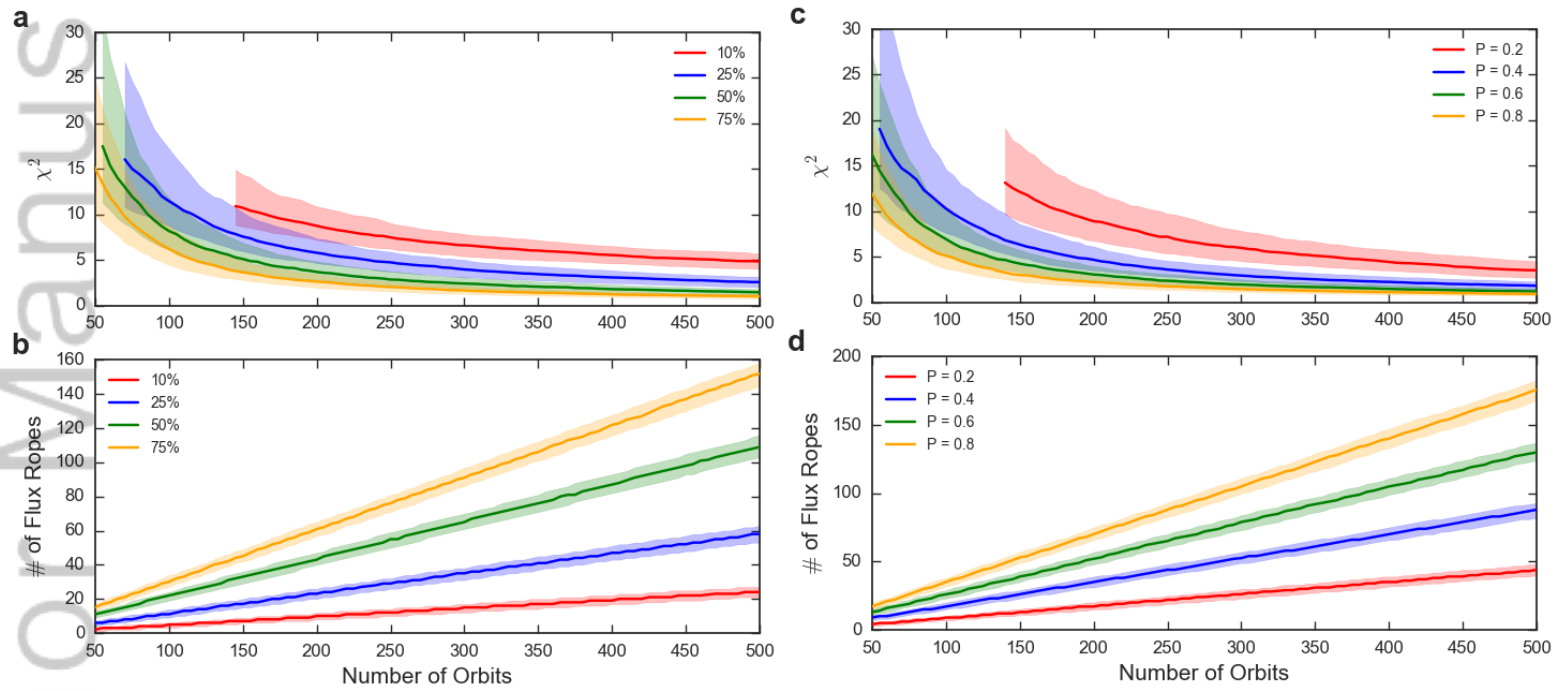 a
30
25
20
15
10
5
0
χ²
10%
25%
50%
75%
50 100 150 200 250 300 350 400 450 500
b
160
140
120
100
80
60
40
20
0
# of Flux Ropes
10%
25%
50%
75%
50 100 150 200 250 300 350 400 450 500
Number of Orbits
c
30
25
20
15
10
5
0
χ²
P = 0.2
P = 0.4
P = 0.6
P = 0.8
50 100 150 200 250 300 350 400 450 500
d
200
150
100
50
0
# of Flux Ropes
P = 0.2
P = 0.4
P = 0.6
P = 0.8
50 100 150 200 250 300 350 400 450 500
Number of Orbits
or Manus